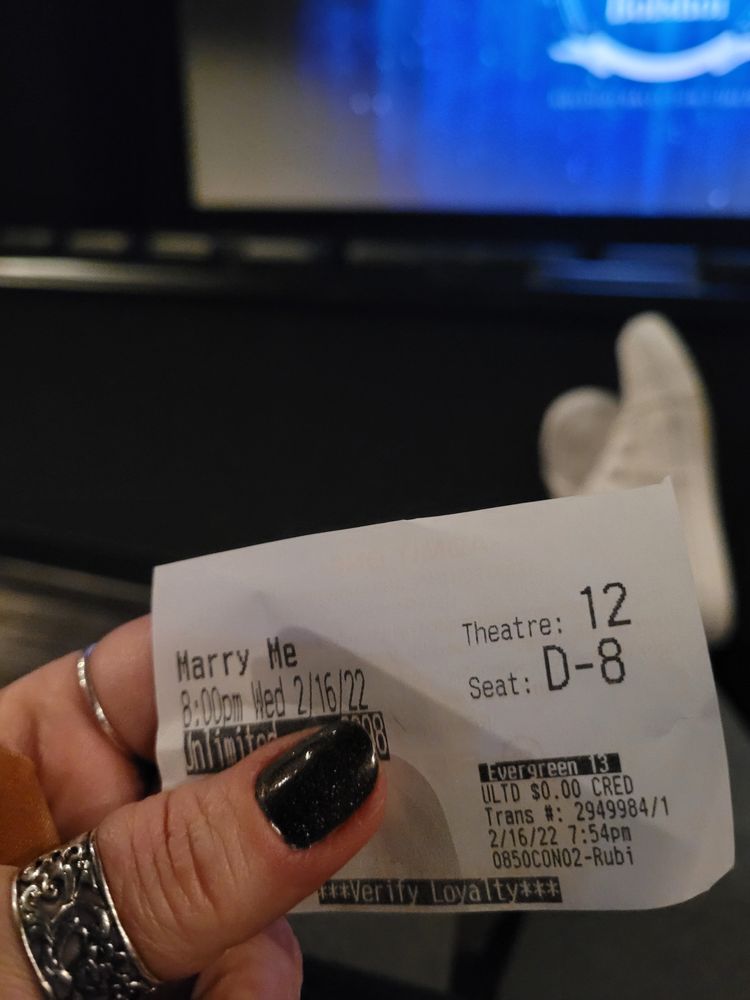 Theatre: 12
Seat: D-8
Marry Me
8:00pm Wed 2/16/22
Unlimited
Evergreen 13
ULTD $0.00 CRED
Trans #: 2949984/1
2/16/22 7:54pm
0850CON02-Rubi
***Verify Loyalty***